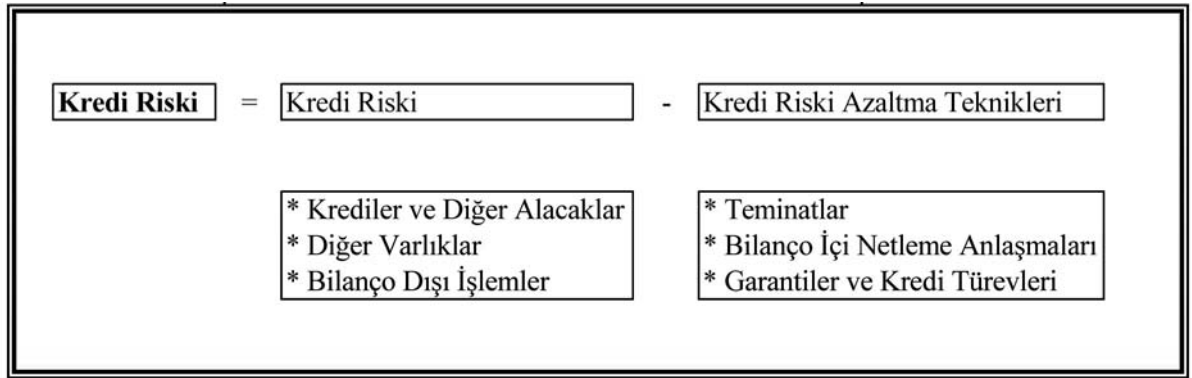 Kredi Riski = Kredi Riski - Kredi Riski Azaltma Teknikleri
* Krediler ve Diğer Alacaklar
* Diğer Varlıklar
* Bilanço Dışı İşlemler
* Teminatlar
* Bilanço İçi Netleme Anlaşmaları
* Garantiler ve Kredi Türevleri